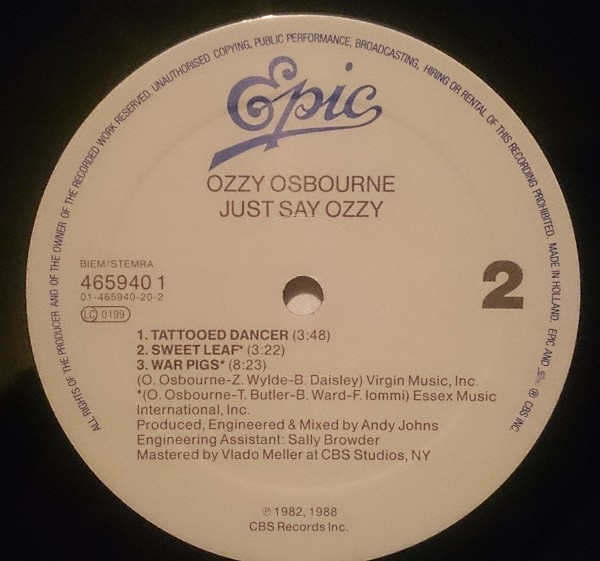 ALL RIGHTS OF THE PRODUCER AND OF THE OWNER OF THE RECORDED WORK RESERVED. UNAUTHORISED COPYING, PUBLIC PERFORMANCE, BROADCASTING, HIRING OR RENTAL OF THIS RECORDING PROHIBITED. MADE IN HOLLAND. EPIC AND ® CBS INC.
Epic
OZZY OSBOURNE
JUST SAY OZZY
BIEM/STEMRA
465940 1
01-465940-20-2
LC 0199
2
1. TATTOOED DANCER (3:48)
2. SWEET LEAF* (3:22)
3. WAR PIGS* (8:23)
(O. Osbourne-Z. Wylde-B. Daisley) Virgin Music, Inc.
*(O. Osbourne-T. Butler-B. Ward-F. Iommi) Essex Music
International, Inc.
Produced, Engineered & Mixed by Andy Johns
Engineering Assistant: Sally Browder
Mastered by Vlado Meller at CBS Studios, NY
℗ 1982, 1988
CBS Records Inc.